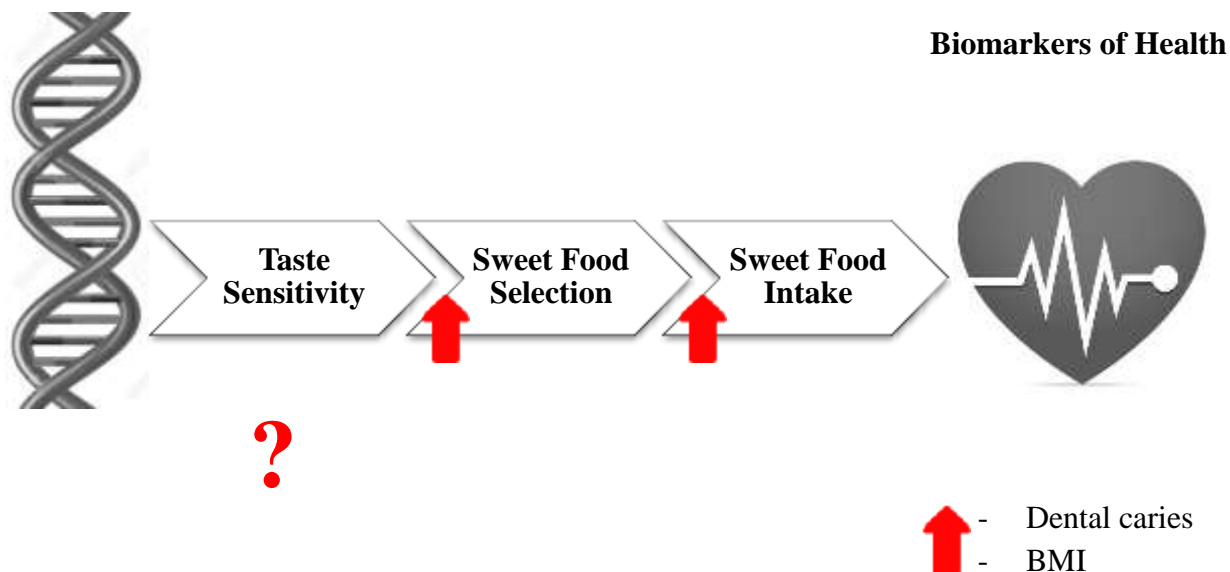 Biomarkers of Health
Taste
Sensitivity
Sweet Food
Selection
Sweet Food
Intake
?
- Dental caries
- BMI